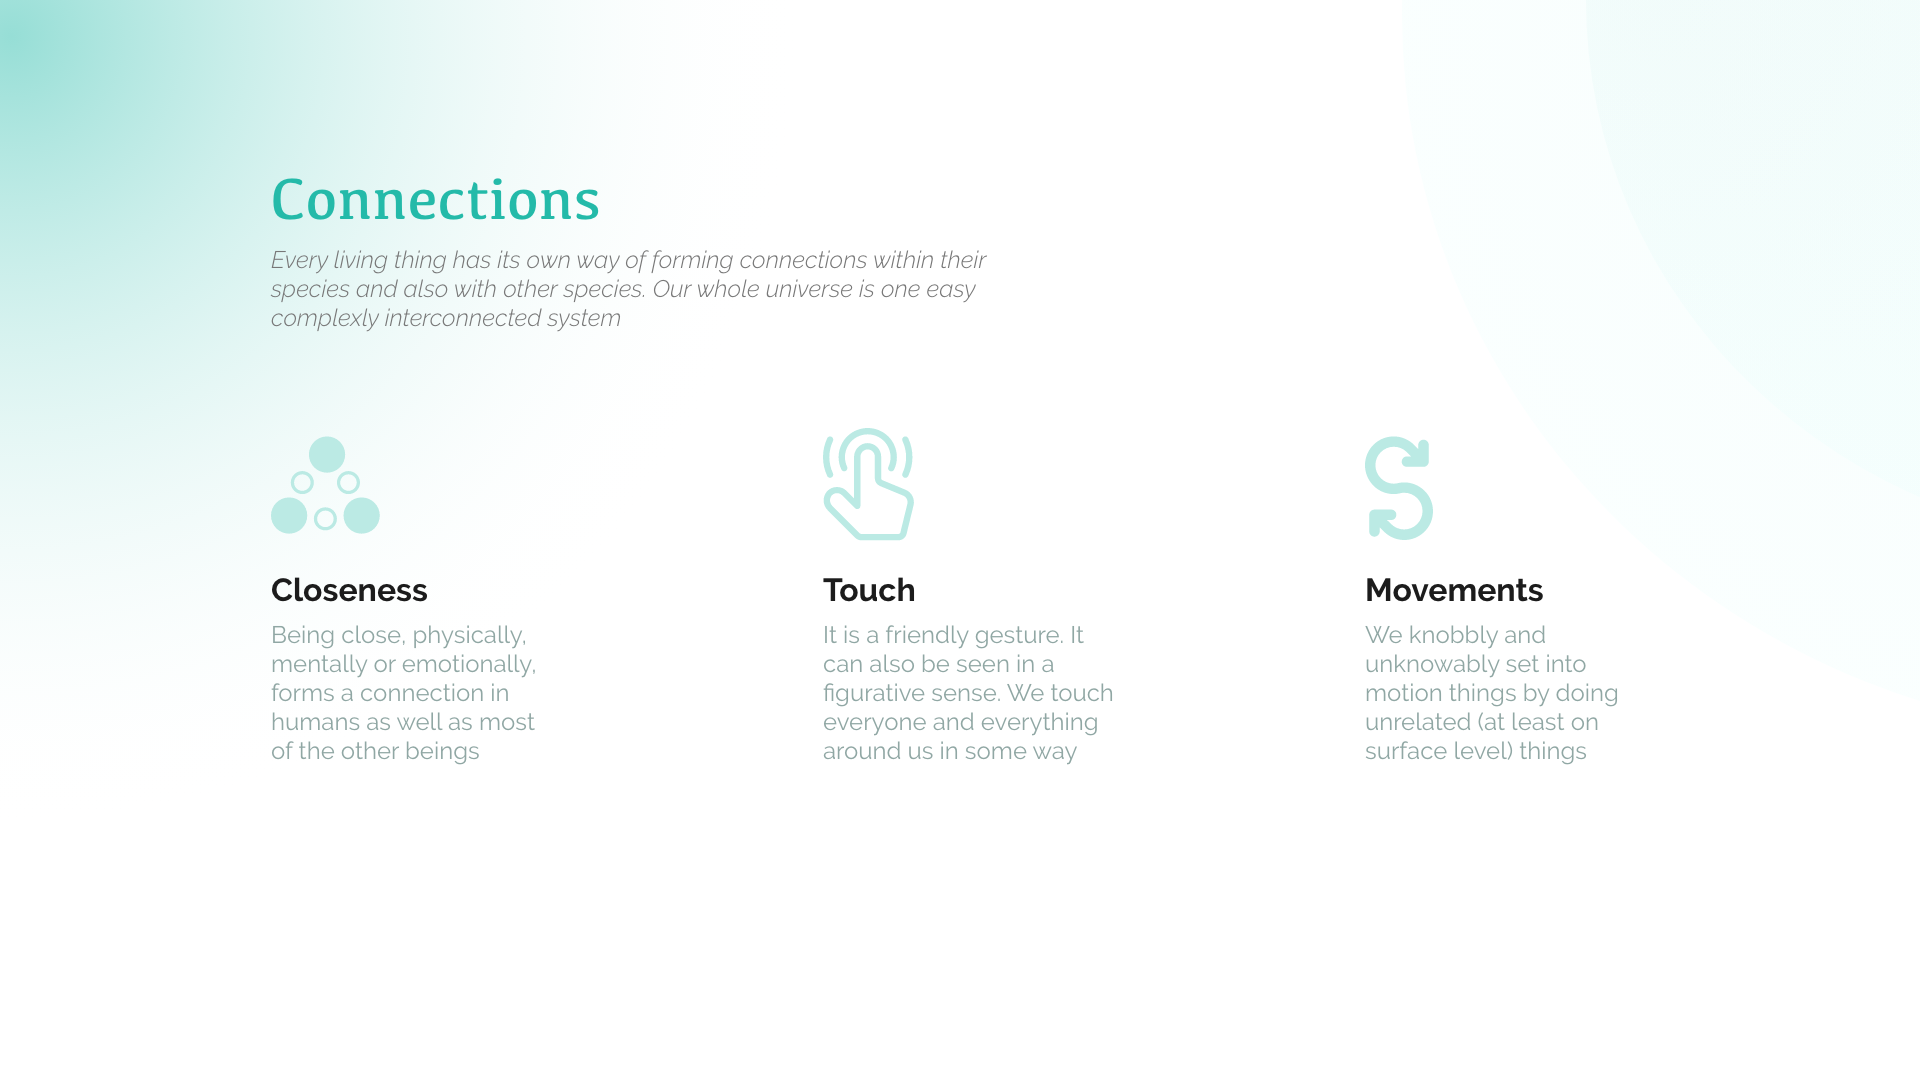 Connections
Every living thing has its own way of forming connections within their
species and also with other species. Our whole universe is one easy
complexly interconnected system
Closeness
Being close, physically,
mentally or emotionally,
forms a connection in
humans as well as most
of the other beings
Touch
It is a friendly gesture. It
can also be seen in a
figurative sense. We touch
everyone and everything
around us in some way
Movements
We knobbly and
unknowably set into
motion things by doing
unrelated (at least on
surface level) things